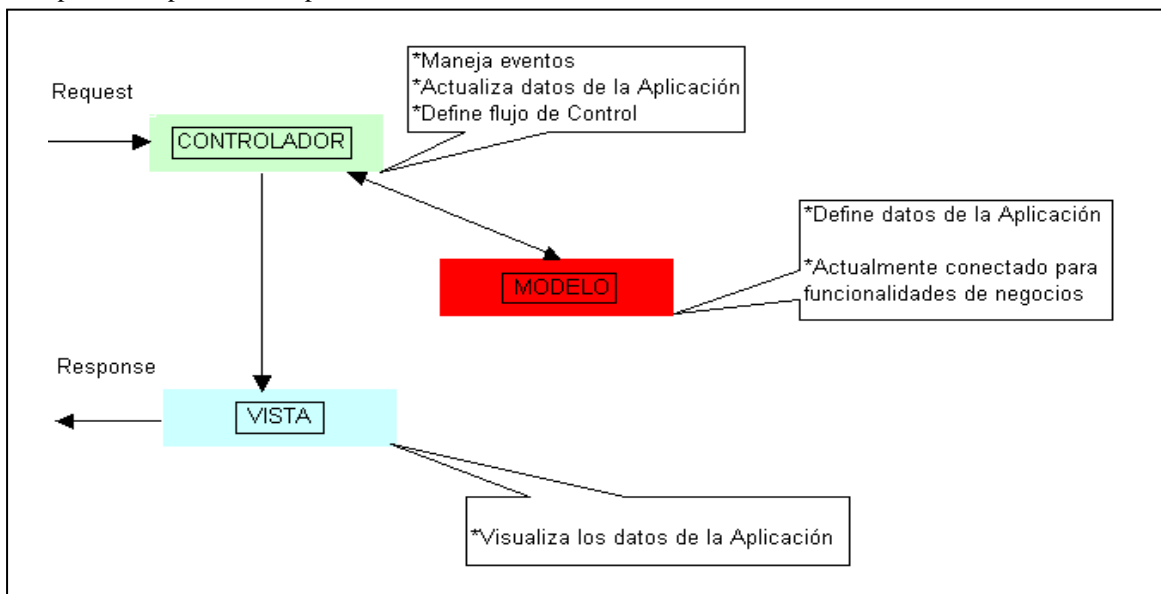 *Maneja eventos
*Actualiza datos de la Aplicación
*Define flujo de Control
Request
CONTROLADOR
*Define datos de la Aplicación
*Actualmente conectado para
funcionalidades de negocios
MODELO
Response
VISTA
*Visualiza los datos de la Aplicación